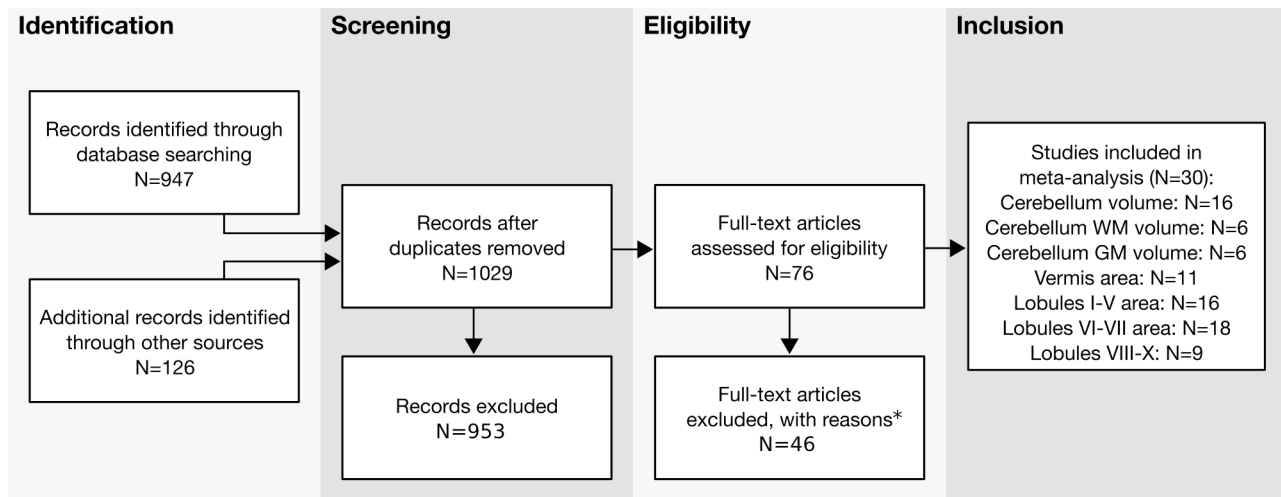 Identification
Records identified through
database searching
N=947
Additional records identified
through other sources
N=126
Screening
Records after
duplicates removed
N=1029
Records excluded
N=953
Eligibility
Full-text articles
assessed for eligibility
N=76
Full-text articles
excluded, with reasons*
N=46
Inclusion
Studies included in
meta-analysis (N=30):
Cerebellum volume: N=16
Cerebellum WM volume: N=6
Cerebellum GM volume: N=6
Vermis area: N=11
Lobules I-V area: N=16
Lobules VI-VII area: N=18
Lobules VIII-X: N=9